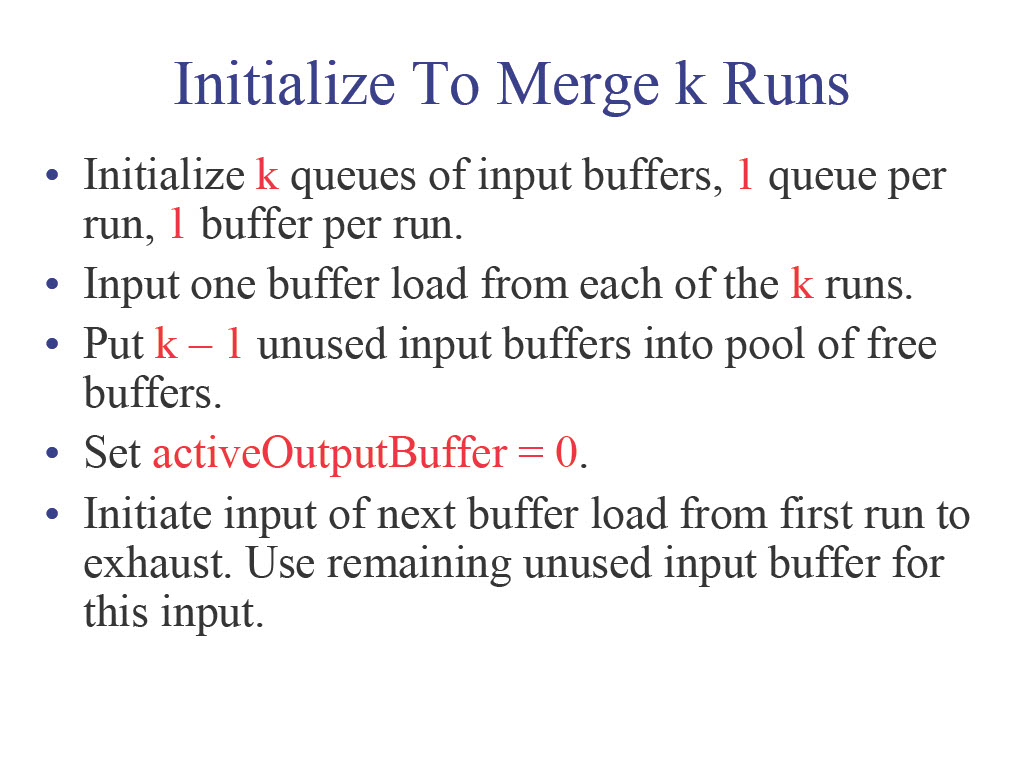 Initialize To Merge k Runs
• Initialize k queues of input buffers, 1 queue per
run, 1 buffer per run.
• Input one buffer load from each of the k runs.
• Put k – 1 unused input buffers into pool of free
buffers.
• Set activeOutputBuffer = 0.
• Initiate input of next buffer load from first run to
exhaust. Use remaining unused input buffer for
this input.